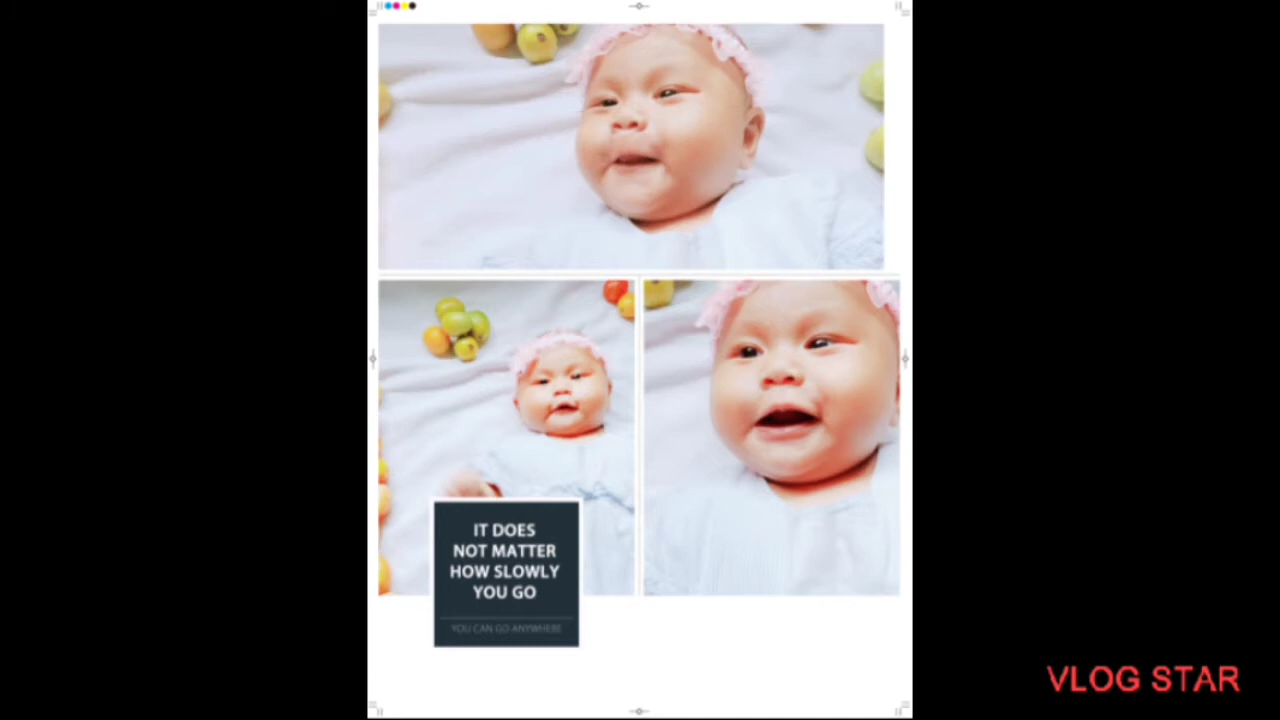 IT DOES
NOT MATTER
HOW SLOWLY
YOU GO
YOU CAN GO ANYWHERE
VLOG STAR